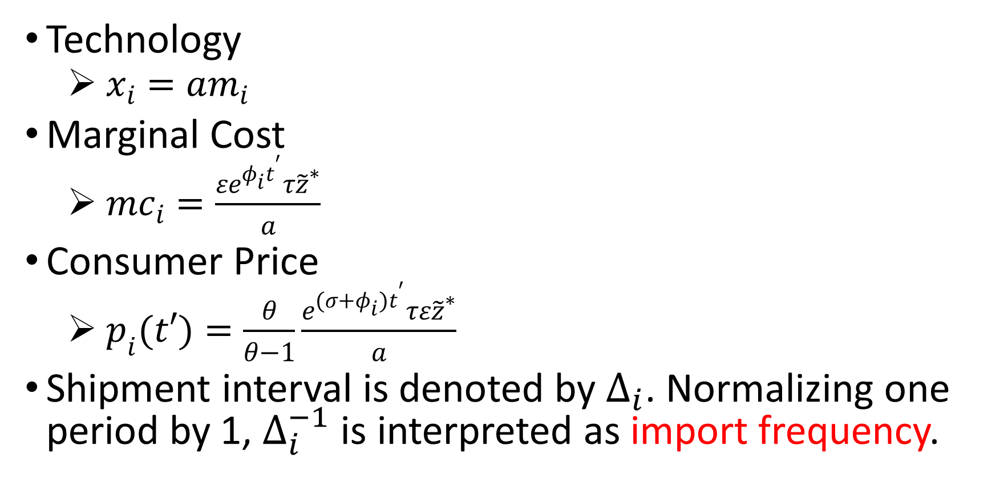 • Technology
➢ $x_i = am_i$
• Marginal Cost
➢ $mc_i = \frac{\varepsilon e^{\phi_i t'} \tau \tilde{z}^*}{a}$
• Consumer Price
➢ $p_i(t') = \frac{\theta}{\theta-1} \frac{e^{(\sigma+\phi_i)t'} \tau \varepsilon \tilde{z}^*}{a}$
• Shipment interval is denoted by $\Delta_i$. Normalizing one
period by 1, $\Delta_i^{-1}$ is interpreted as import frequency.